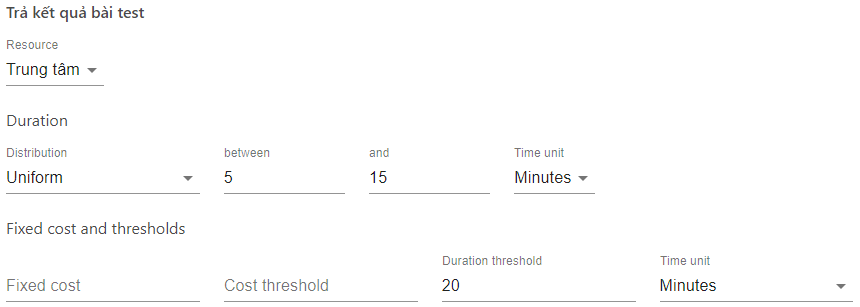 Trả kết quả bài test
Resource
Trung tâm
Duration
Distribution between and Time unit
Uniform 5 15 Minutes
Fixed cost and thresholds
Duration threshold Time unit
Fixed cost Cost threshold 20 Minutes